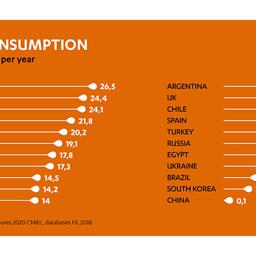 NSUMPTION
per year
26,5
24,4
24,1
21,8
20,2
19,1
17,8
17,3
14,5
14,2
14
ARGENTINA
UK
CHILE
SPAIN
TURKEY
RUSSIA
EGYPT
UKRAINE
BRAZIL
SOUTH KOREA
CHINA
0,1
ures 2020 CNIEL, databases FIL 2018.